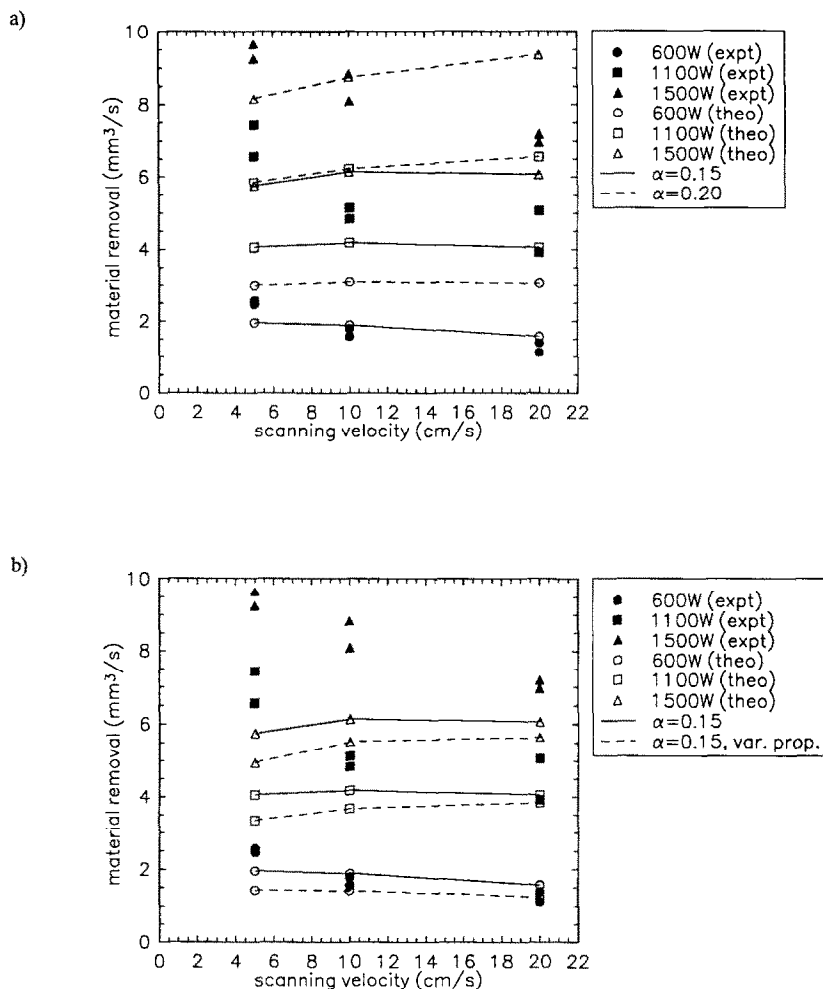 a)
10
8
6
4
2
0
material removal (mm³/s)
0 2 4 6 8 10 12 14 16 18 20 22
scanning velocity (cm/s)
600W (expt)
1100W (expt)
1500W (expt)
600W (theo)
1100W (theo)
1500W (theo)
α=0.15
α=0.20
b)
10
8
6
4
2
0
material removal (mm³/s)
0 2 4 6 8 10 12 14 16 18 20 22
scanning velocity (cm/s)
600W (expt)
1100W (expt)
1500W (expt)
600W (theo)
1100W (theo)
1500W (theo)
α=0.15
α=0.15, var. prop.